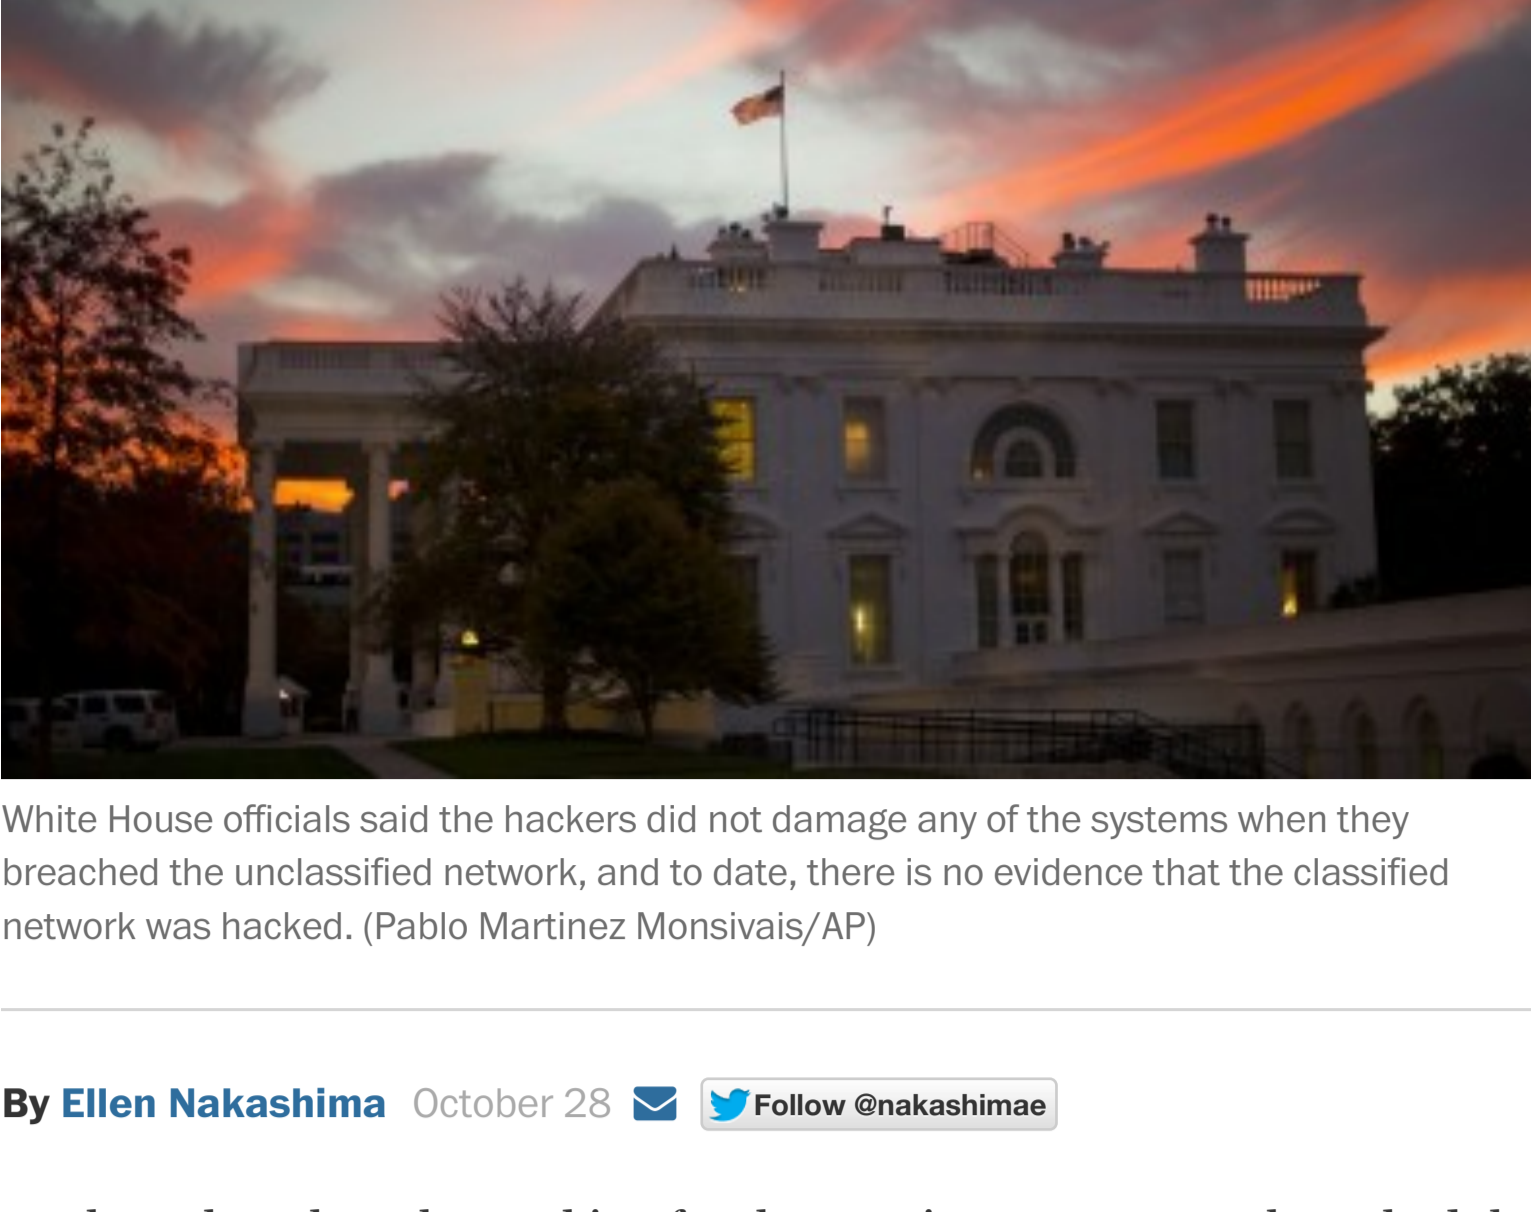 White House officials said the hackers did not damage any of the systems when they
breached the unclassified network, and to date, there is no evidence that the classified
network was hacked. (Pablo Martinez Monsivais/AP)
By Ellen Nakashima October 28 Follow @nakashimae